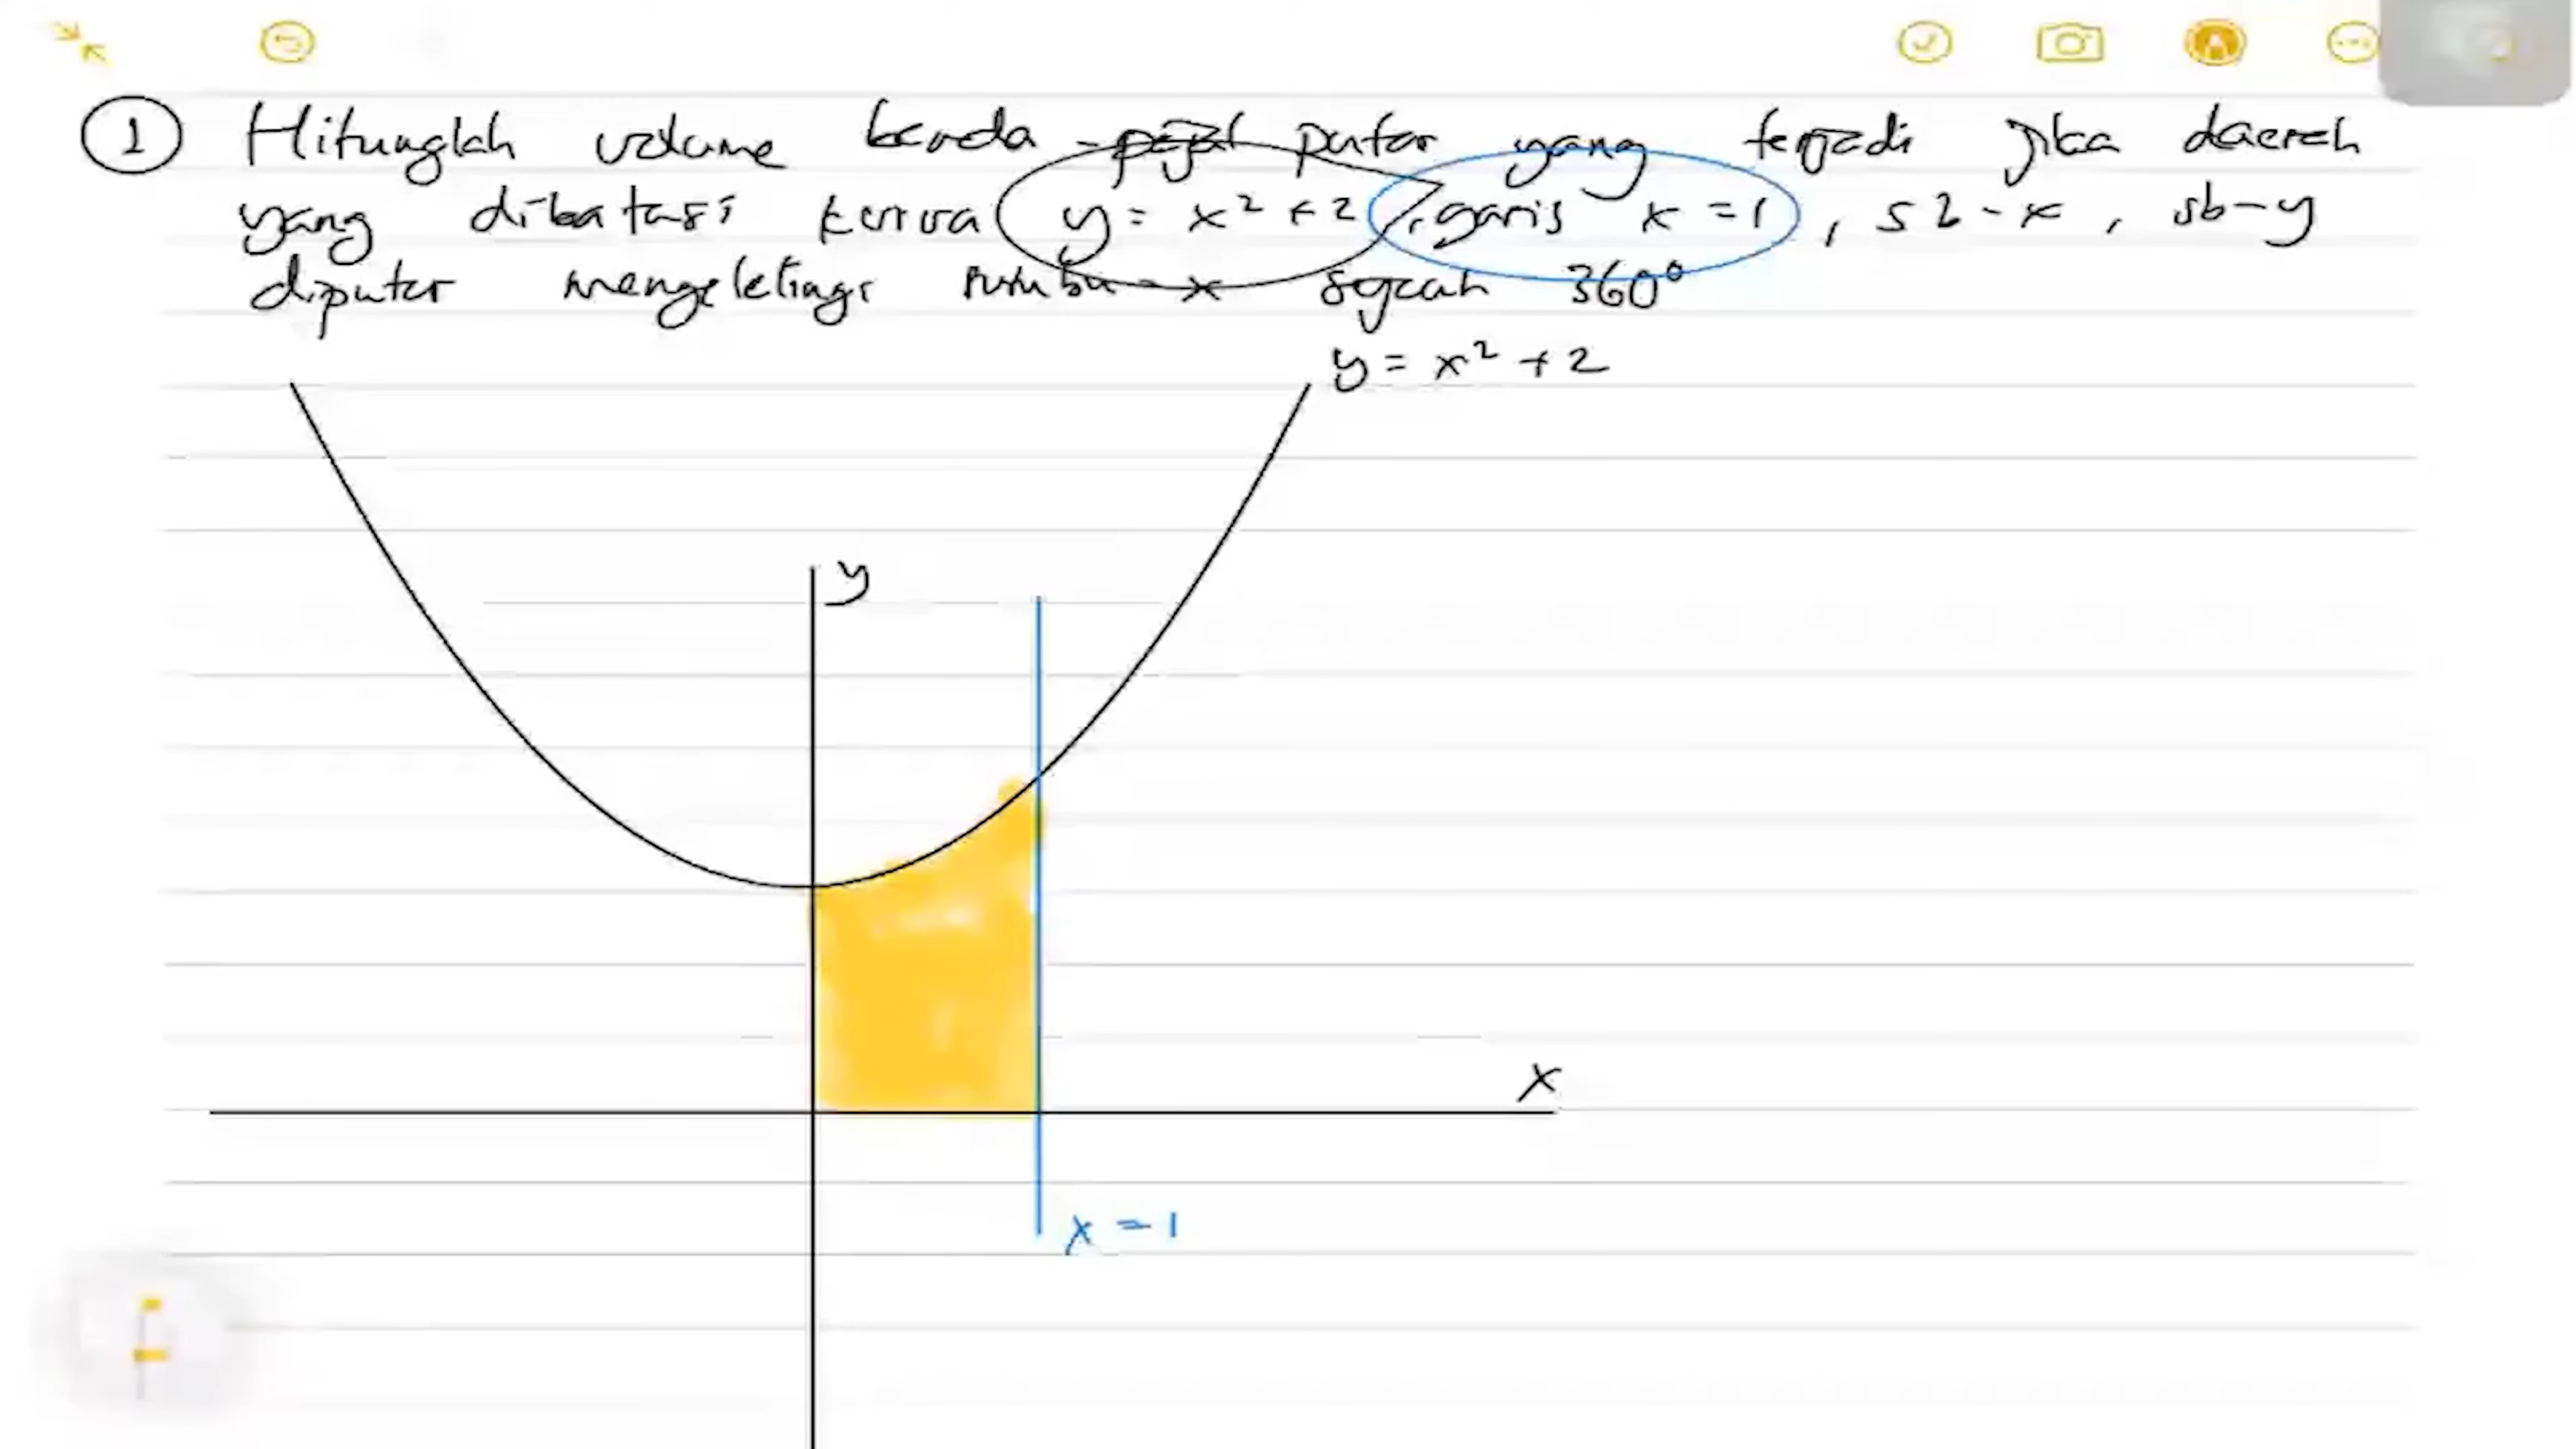 ① Hitunglah volume benda pejal putar yang terjadi jika daerah
yang dibatasi kurva y = x² + 2, garis x = 1, sb-x, sb-y
diputar mengelilingi sumbu-x sejauh 360°
y = x² + 2
y
x
x = 1